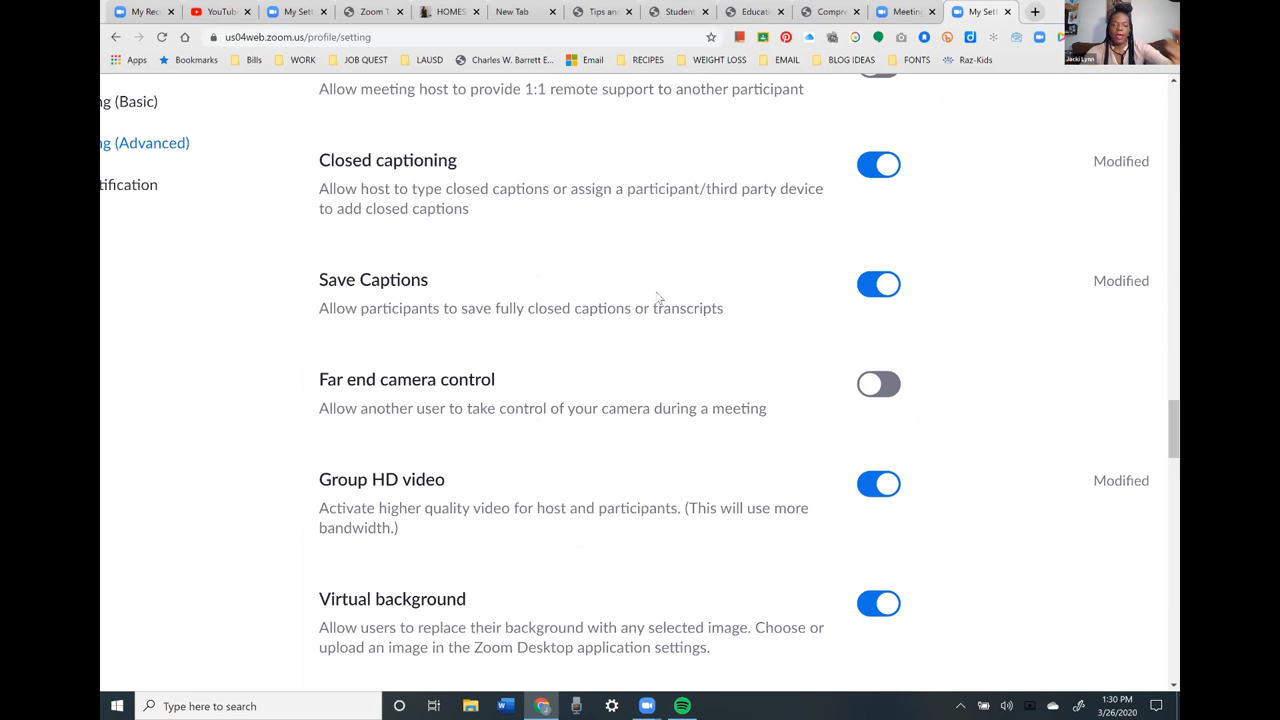 My Rec
YouTub
My Sett
Zoom T
HOMES
New Tab
Tips an
Student
Educati
Compre
Meetin
My Sett
us04web.zoom.us/profile/setting
Apps
Bookmarks
Bills
WORK
JOB QUEST
LAUSD
Charles W. Barrett E...
Email
RECIPES
WEIGHT LOSS
EMAIL
BLOG IDEAS
FONTS
Raz-Kids
Jacki Lynn
ng (Basic)
ng (Advanced)
tification
Allow meeting host to provide 1:1 remote support to another participant
Closed captioning
Modified
Allow host to type closed captions or assign a participant/third party device
to add closed captions
Save Captions
Modified
Allow participants to save fully closed captions or transcripts
Far end camera control
Allow another user to take control of your camera during a meeting
Group HD video
Modified
Activate higher quality video for host and participants. (This will use more
bandwidth.)
Virtual background
Allow users to replace their background with any selected image. Choose or
upload an image in the Zoom Desktop application settings.
Type here to search
1:30 PM
3/26/2020